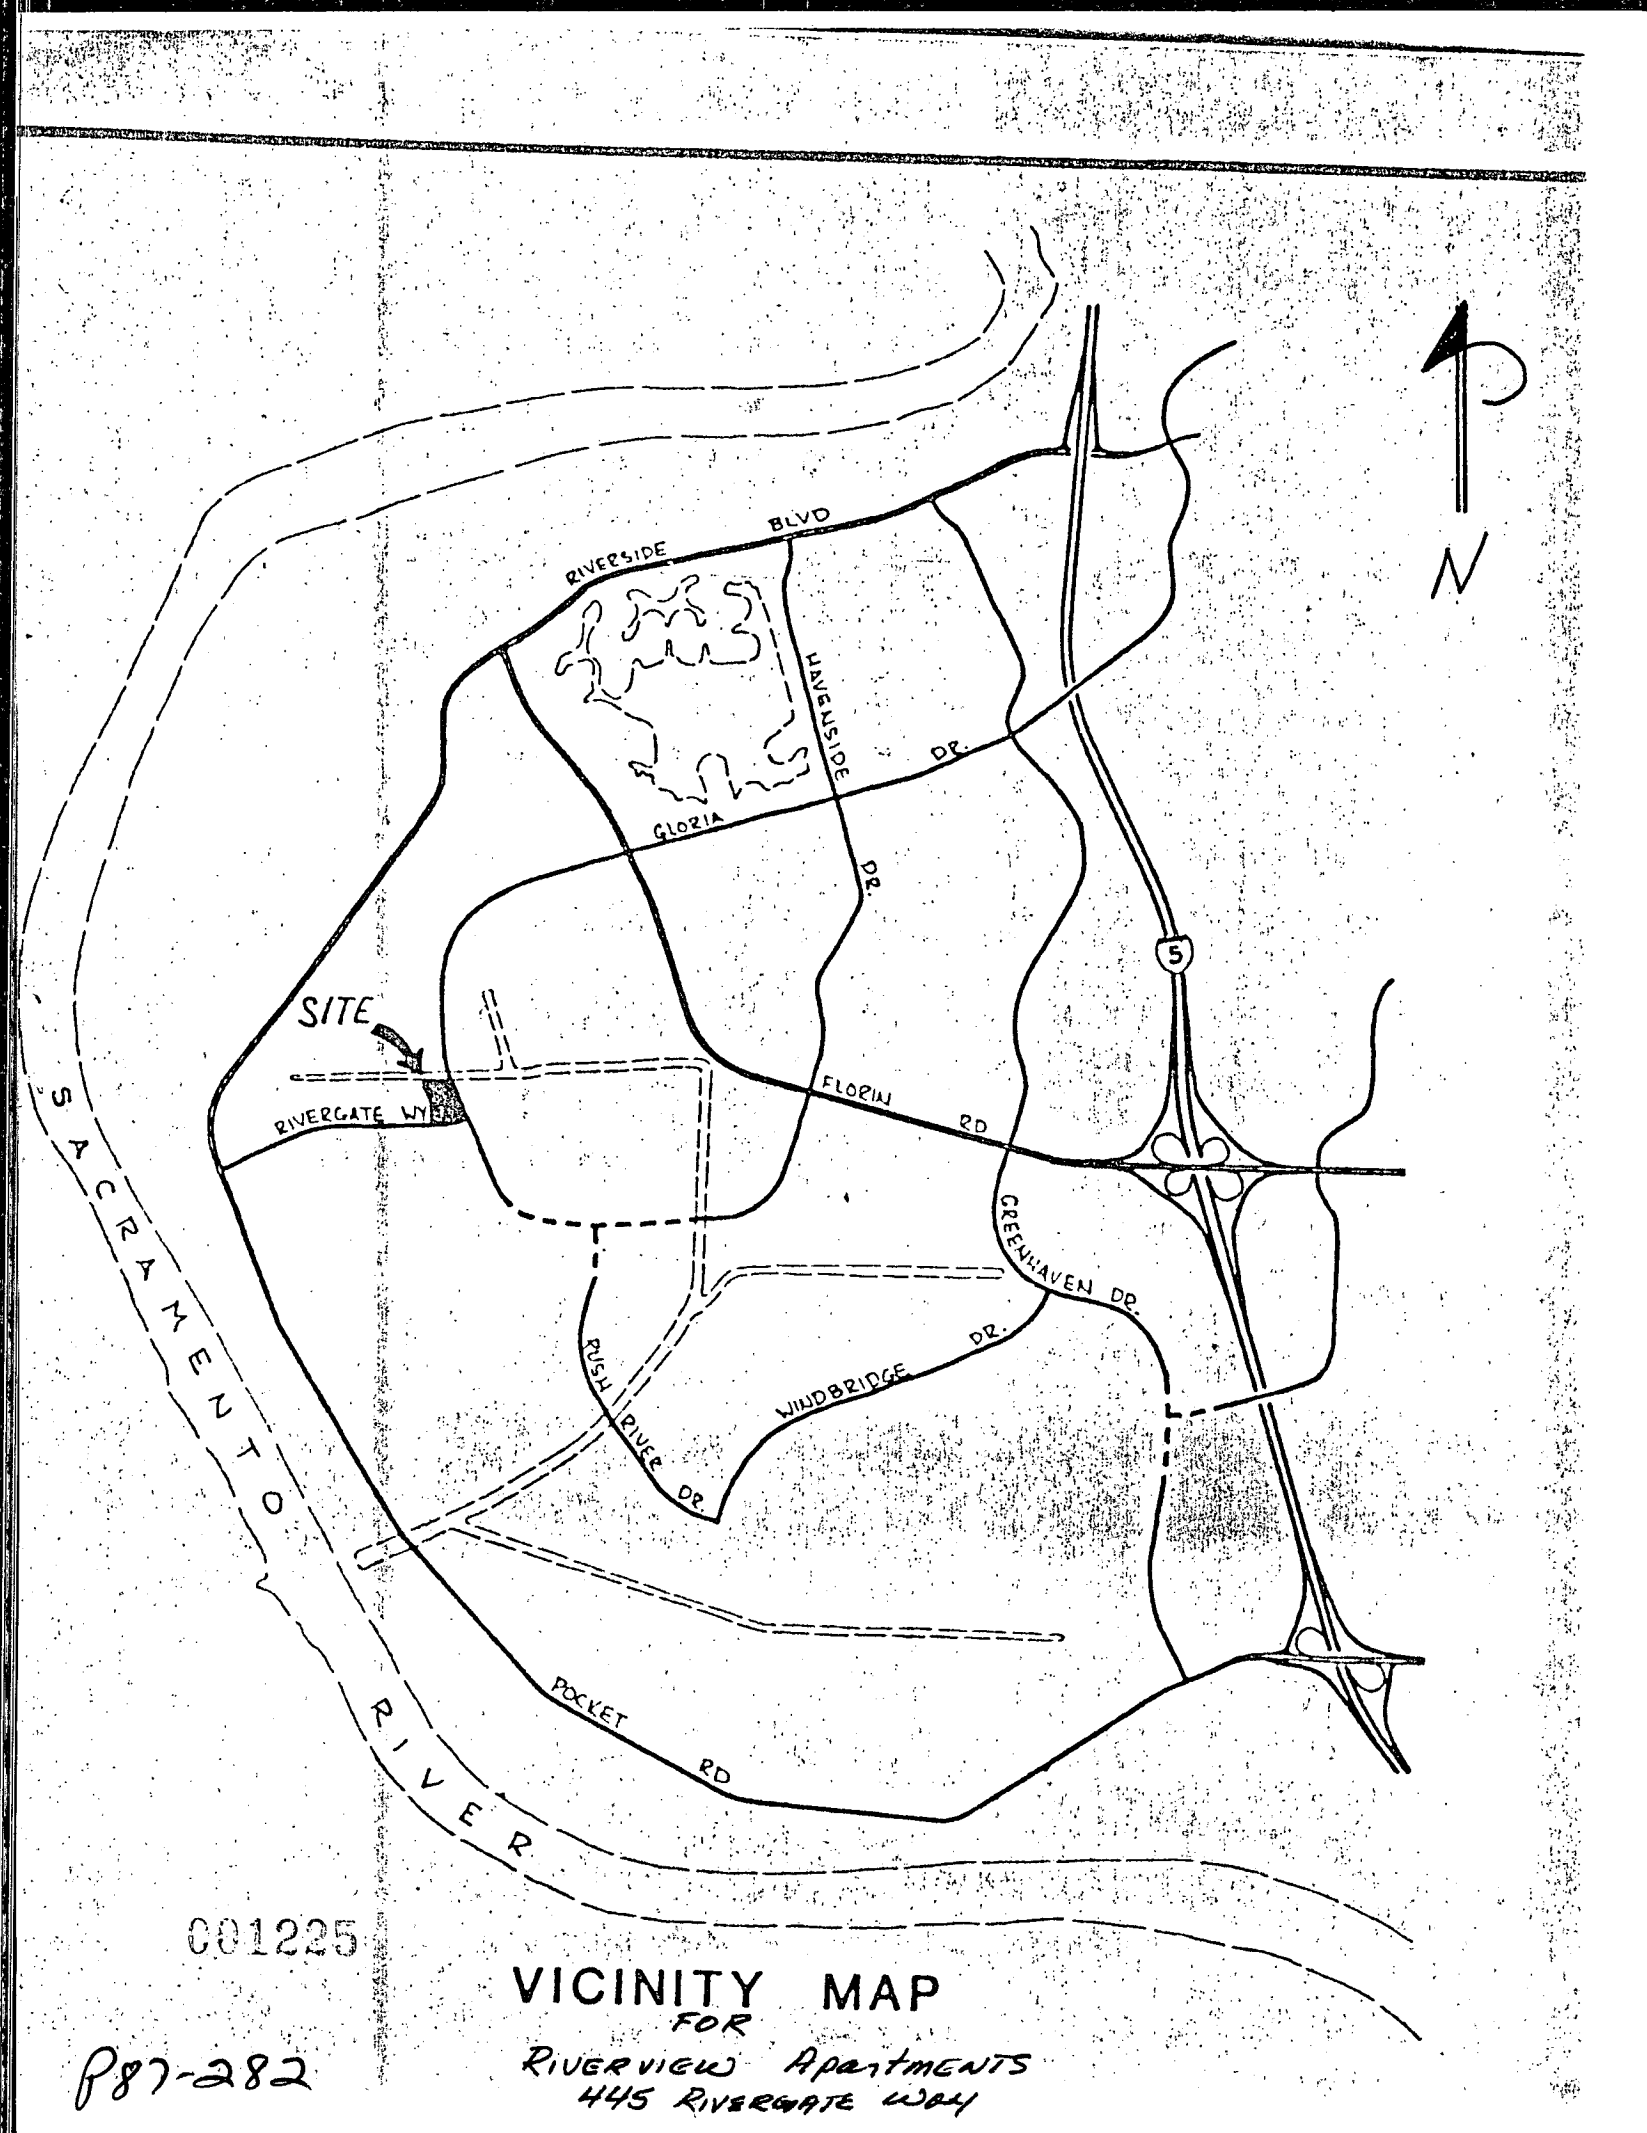 N
RIVERSIDE BLVD
HAVENSIDE DR.
GLORIA DR.
5
SITE
RIVERGATE WY
FLORIN RD
GREENHAVEN DR.
RUSH RIVER DR.
WINDBRIDGE DR.
SACRAMENTO RIVER
POCKET RD
001225
VICINITY MAP
FOR
RIVERVIEW ApartmENTS
445 RIVERGATE WAY
P87-282